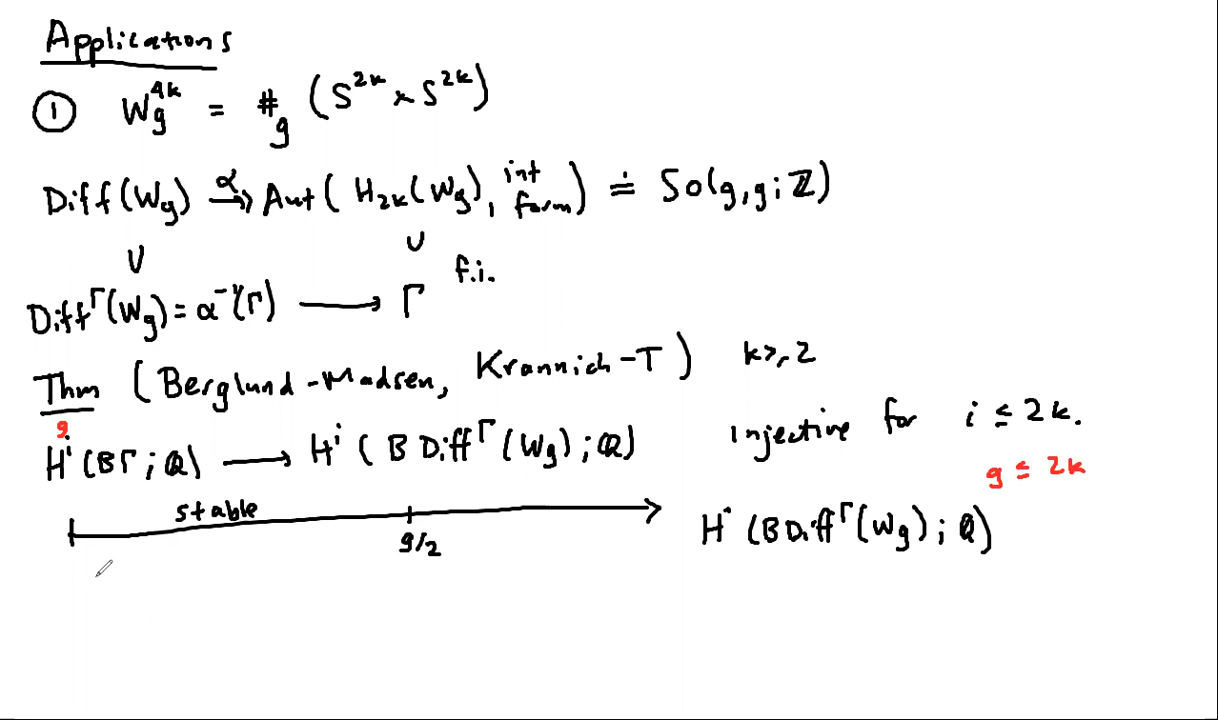 Applications
① W_g^{4k} = #_g (S^{2k} × S^{2k})
Diff(W_g) →^α Aut(H_{2k}(W_g), int form) ≐ SO(g,g;ℤ)
∪ ∪ f.i.
Diff^Γ(W_g) = α^{-1}(Γ) ⟶ Γ
Thm (Berglund-Madsen, Krannich-T) k≥2
H^i(BΓ;ℚ) ⟶ H^i(B Diff^Γ(W_g);ℚ) injective for i ≤ 2k.
g
g ≤ 2k
stable
g/2
H^i(BDiff^Γ(W_g);ℚ)